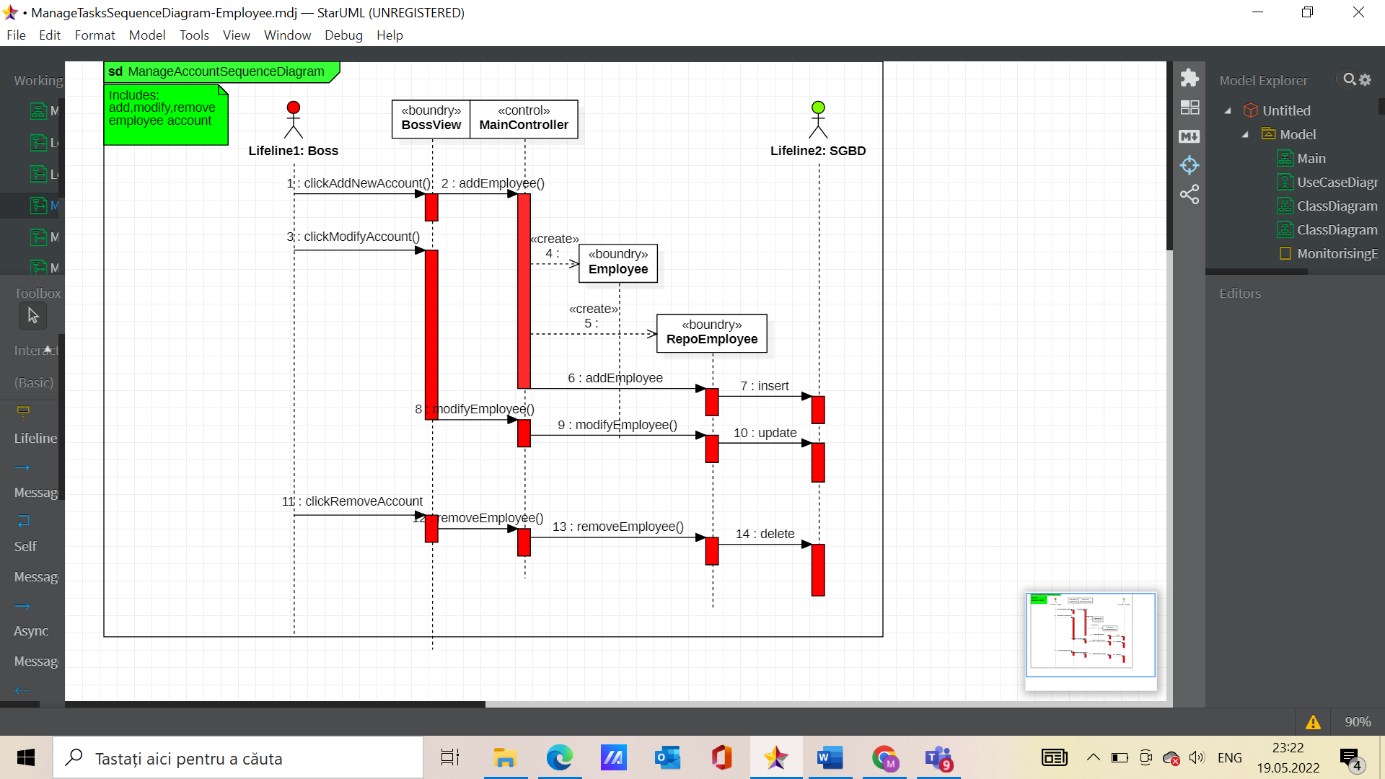 • ManageTasksSequenceDiagram-Employee.mdj — StarUML (UNREGISTERED)
File Edit Format Model Tools View Window Debug Help
Working
M
L
L
M
M
M
Toolbox
Interact
(Basic)
Lifeline
Messag
Self
Messag
Async
Messag
sd ManageAccountSequenceDiagram
Includes:
add,modify,remove
employee account
Lifeline1: Boss
«boundry»
BossView
«control»
MainController
Lifeline2: SGBD
1 : clickAddNewAccount()
2 : addEmployee()
3 : clickModifyAccount()
«create»
4 :
«boundry»
Employee
«create»
5 :
«boundry»
RepoEmployee
6 : addEmployee
7 : insert
8 : modifyEmployee()
9 : modifyEmployee()
10 : update
11 : clickRemoveAccount
12 : removeEmployee()
13 : removeEmployee()
14 : delete
Model Explorer
Untitled
Model
Main
UseCaseDiagr
ClassDiagram
ClassDiagram
MonitorisingE
Editors
90%
Tastați aici pentru a căuta
9
ENG
23:22
19.05.2022
4